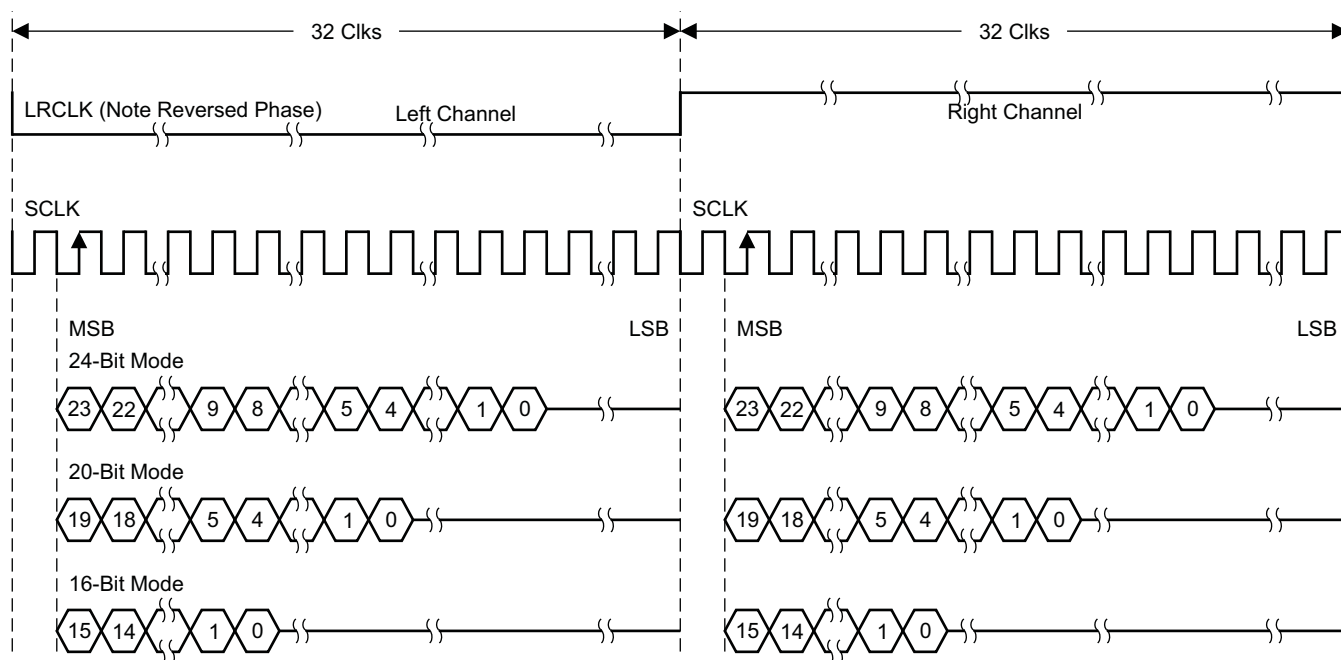 32 Clks 32 Clks
LRCLK (Note Reversed Phase) Left Channel Right Channel
SCLK SCLK
MSB LSB MSB LSB
24-Bit Mode
23 22 9 8 5 4 1 0 23 22 9 8 5 4 1 0
20-Bit Mode
19 18 5 4 1 0 19 18 5 4 1 0
16-Bit Mode
15 14 1 0 15 14 1 0